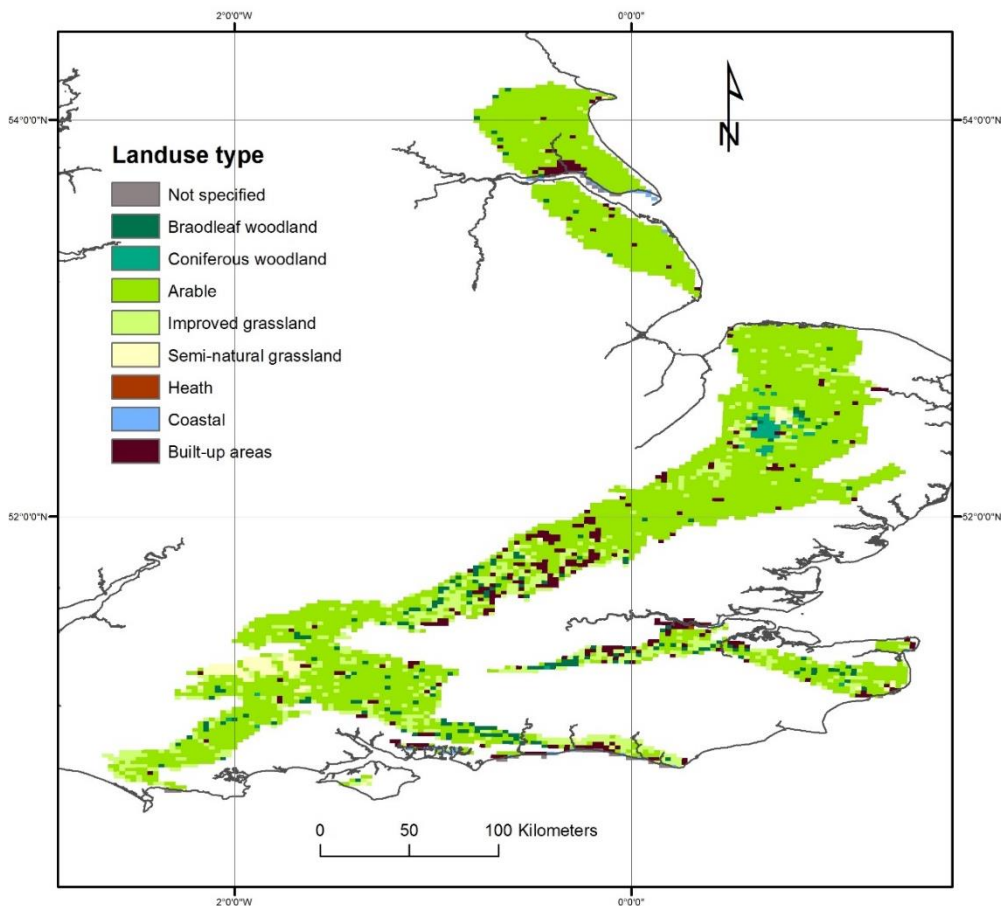 2°0'0"W
0°0'0"
54°0'0"N
54°0'0"N
N
Landuse type
Not specified
Braodleaf woodland
Coniferous woodland
Arable
Improved grassland
Semi-natural grassland
Heath
Coastal
Built-up areas
52°0'0"N
52°0'0"N
0 50 100 Kilometers
2°0'0"W
0°0'0"